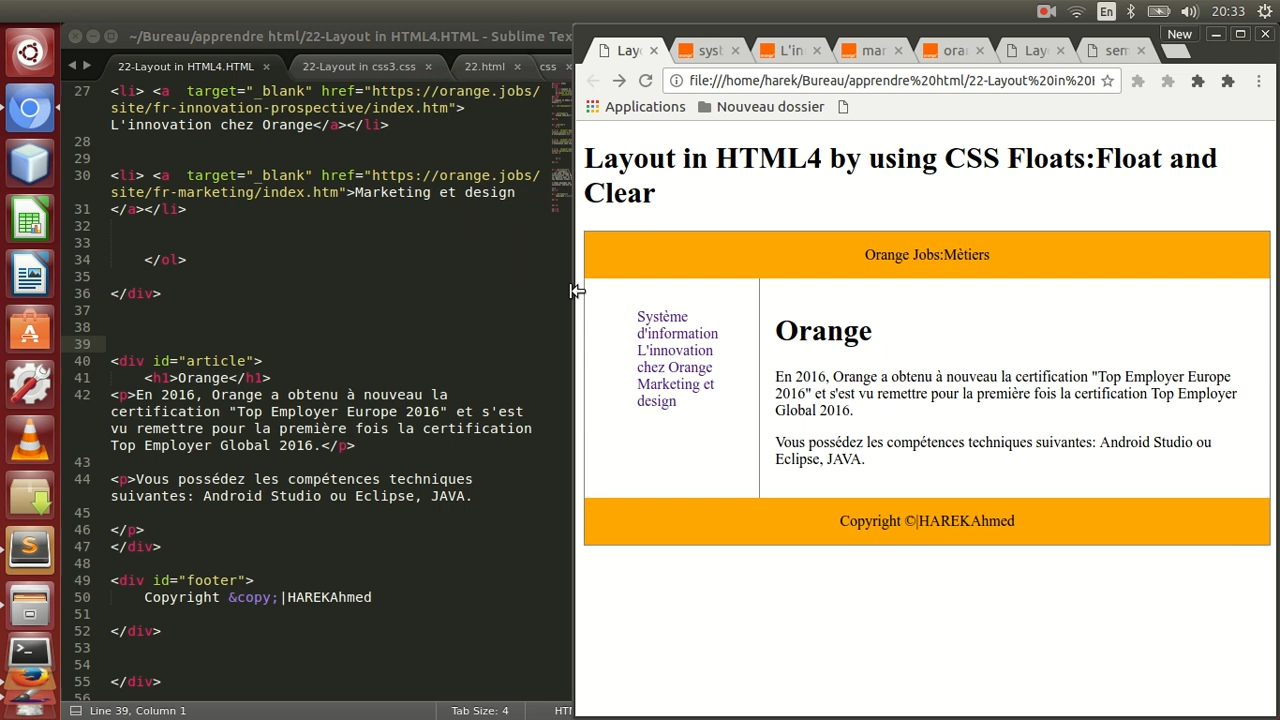 En
20:33
~/Bureau/apprendre html/22-Layout in HTML4.HTML - Sublime Tex
22-Layout in HTML4.HTML ×
22-Layout in css3.css ×
22.html ×
css ×
27 <li> <a  target="_blank" href="https://orange.jobs/
site/fr-innovation-prospective/index.htm">
L'innovation chez Orange</a></li>
28
29
30 <li> <a  target="_blank" href="https://orange.jobs/
site/fr-marketing/index.htm">Marketing et design
31 </a></li>
32
33
34 </ol>
35
36 </div>
37
38
39
40 <div id="article">
41 <h1>Orange</h1>
42 <p>En 2016, Orange a obtenu à nouveau la
certification "Top Employer Europe 2016" et s'est
vu remettre pour la première fois la certification
Top Employer Global 2016.</p>
43
44 <p>Vous possédez les compétences techniques
suivantes: Android Studio ou Eclipse, JAVA.
45
46 </p>
47 </div>
48
49 <div id="footer">
50 Copyright &copy;|HAREKAhmed
51
52 </div>
53
54
55 </div>
56
Line 39, Column 1
Tab Size: 4
HT
New
Lay ×
syst ×
L'in ×
mar ×
oran ×
Lay ×
sem ×
file:///home/harek/Bureau/apprendre%20html/22-Layout%20in%20
Applications
Nouveau dossier
Layout in HTML4 by using CSS Floats:Float and
Clear
Orange Jobs:Mètiers
Système
d'information
L'innovation
chez Orange
Marketing et
design
Orange
En 2016, Orange a obtenu à nouveau la certification "Top Employer Europe
2016" et s'est vu remettre pour la première fois la certification Top Employer
Global 2016.
Vous possédez les compétences techniques suivantes: Android Studio ou
Eclipse, JAVA.
Copyright ©|HAREKAhmed